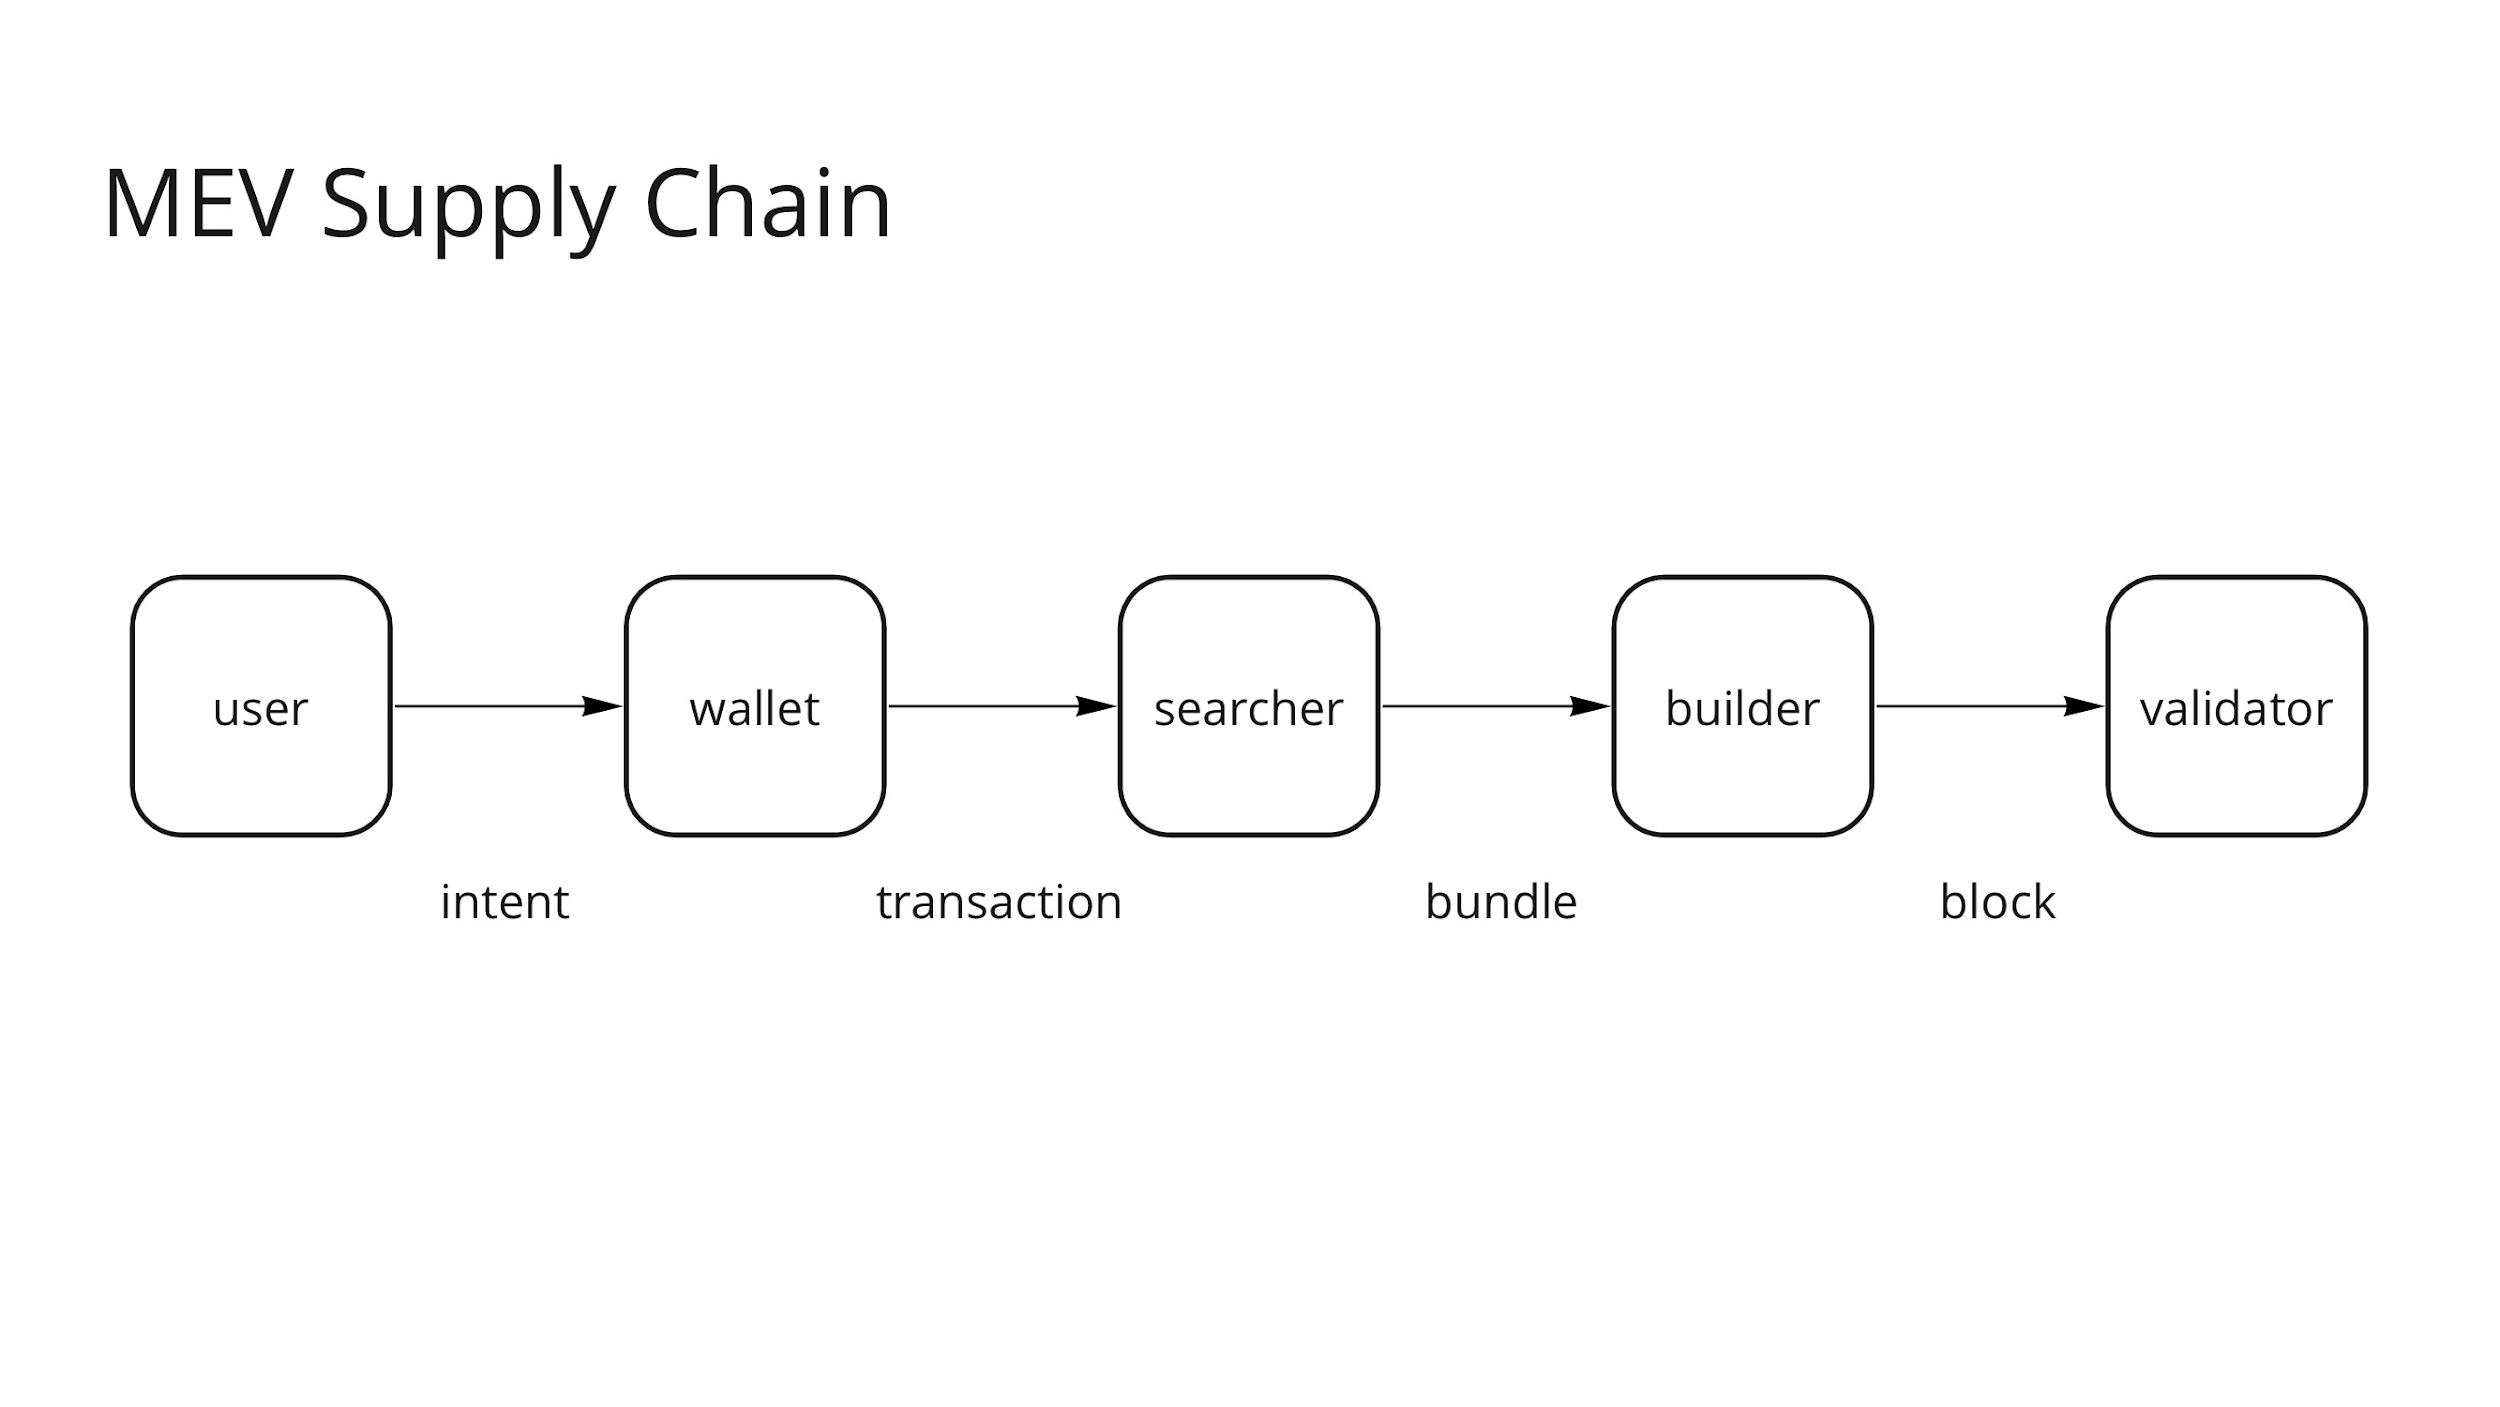 MEV Supply Chain
user
wallet
searcher
builder
validator
intent
transaction
bundle
block